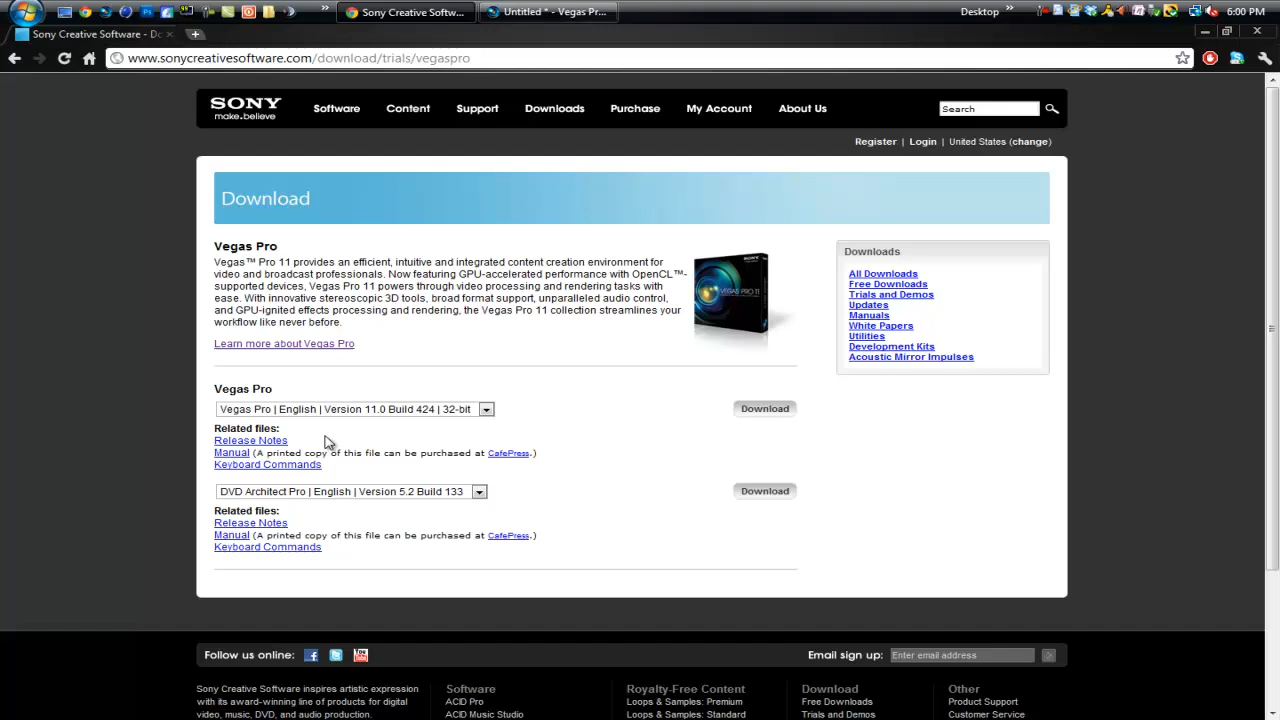 Sony Creative Softw...
Untitled * - Vegas Pr...
Desktop
6:00 PM
Sony Creative Software - Dc
www.sonycreativesoftware.com/download/trials/vegaspro
SONY
make.believe
Software
Content
Support
Downloads
Purchase
My Account
About Us
Search
Register | Login | United States (change)
Download
Vegas Pro
Vegas™ Pro 11 provides an efficient, intuitive and integrated content creation environment for
video and broadcast professionals. Now featuring GPU-accelerated performance with OpenCL™-
supported devices, Vegas Pro 11 powers through video processing and rendering tasks with
ease. With innovative stereoscopic 3D tools, broad format support, unparalleled audio control,
and GPU-ignited effects processing and rendering, the Vegas Pro 11 collection streamlines your
workflow like never before.
Learn more about Vegas Pro
SONY
VEGAS PRO 11
Downloads
All Downloads
Free Downloads
Trials and Demos
Updates
Manuals
White Papers
Utilities
Development Kits
Acoustic Mirror Impulses
Vegas Pro
Vegas Pro | English | Version 11.0 Build 424 | 32-bit
Download
Related files:
Release Notes
Manual (A printed copy of this file can be purchased at CafePress.)
Keyboard Commands
DVD Architect Pro | English | Version 5.2 Build 133
Download
Related files:
Release Notes
Manual (A printed copy of this file can be purchased at CafePress.)
Keyboard Commands
Follow us online:
Email sign up:
Enter email address
Sony Creative Software inspires artistic expression
with its award-winning line of products for digital
video, music, DVD, and audio production.
Software
ACID Pro
ACID Music Studio
Royalty-Free Content
Loops & Samples: Premium
Loops & Samples: Standard
Download
Free Downloads
Trials and Demos
Other
Product Support
Customer Service